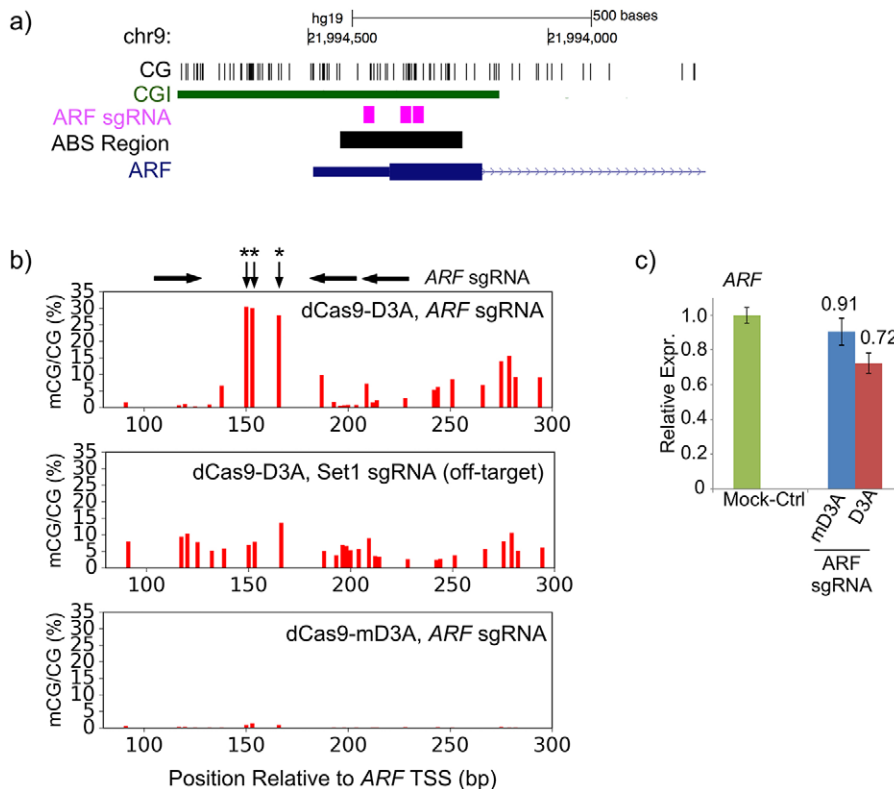 a)
hg19
500 bases
chr9:
21,994,500
21,994,000
CG
CGI
ARF sgRNA
ABS Region
ARF
b)
** *
ARF sgRNA
mCG/CG (%)
35
30
25
20
15
10
5
0
dCas9-D3A, ARF sgRNA
100 150 200 250 300
mCG/CG (%)
35
30
25
20
15
10
5
0
dCas9-D3A, Set1 sgRNA (off-target)
100 150 200 250 300
mCG/CG (%)
35
30
25
20
15
10
5
0
dCas9-mD3A, ARF sgRNA
100 150 200 250 300
Position Relative to ARF TSS (bp)
c)
ARF
Relative Expr.
1.0
0.8
0.6
0.4
0.2
0
0.91
0.72
Mock-Ctrl
mD3A
D3A
ARF
sgRNA